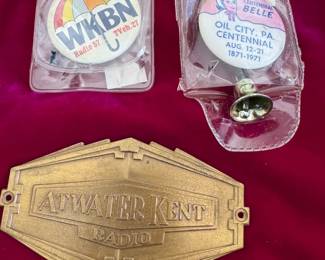 WKBN
Radio 57 TV ch. 27
CENTENNIAL
BELLE
OIL CITY, PA.
CENTENNIAL
AUG. 12-21
1871-1971
ATWATER KENT
RADIO